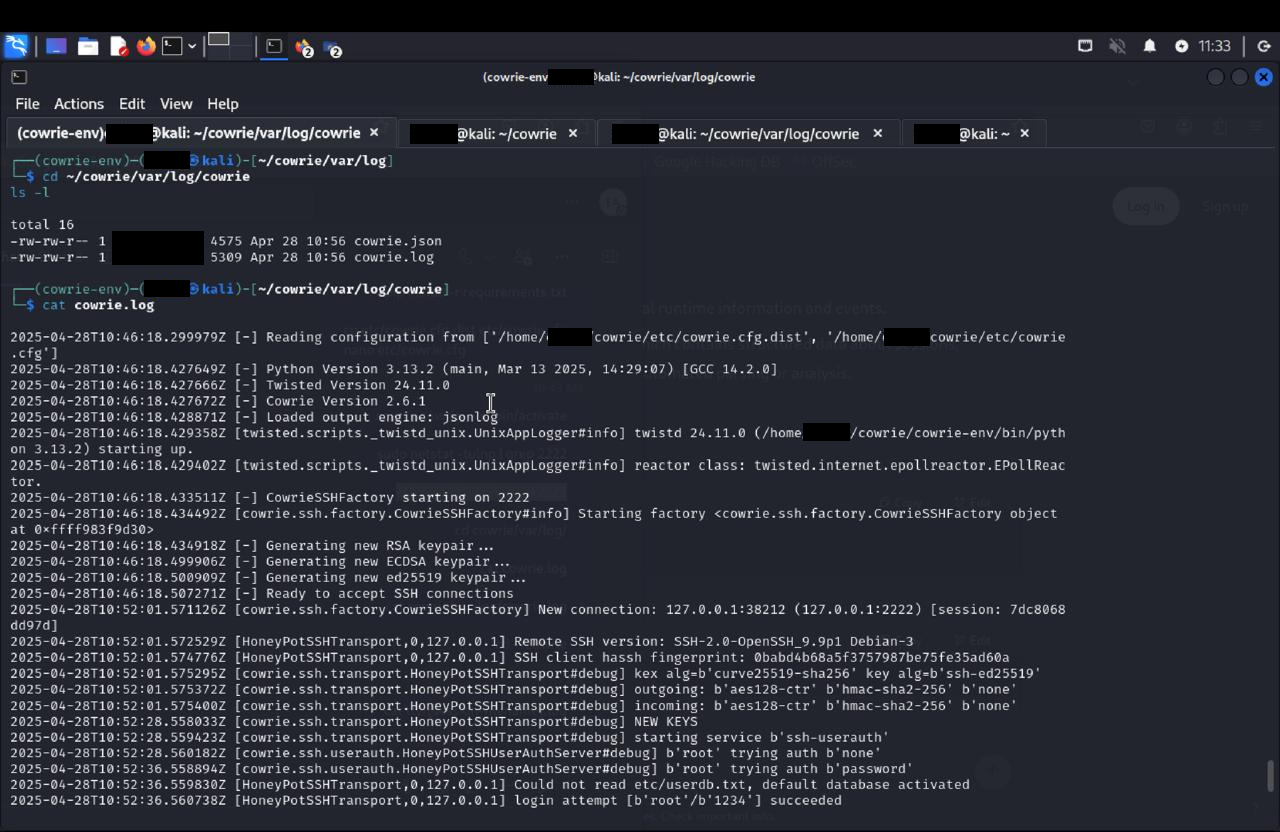 11:33
(cowrie-env @kali: ~/cowrie/var/log/cowrie
File Actions Edit View Help
(cowrie-env) @kali: ~/cowrie/var/log/cowrie × @kali: ~/cowrie × @kali: ~/cowrie/var/log/cowrie × @kali: ~ ×
┌──(cowrie-env)─( ㉿kali)-[~/cowrie/var/log]
└─$ cd ~/cowrie/var/log/cowrie
ls -l
total 16
-rw-rw-r-- 1 4575 Apr 28 10:56 cowrie.json
-rw-rw-r-- 1 5309 Apr 28 10:56 cowrie.log
┌──(cowrie-env)─( ㉿kali)-[~/cowrie/var/log/cowrie]
└─$ cat cowrie.log
2025-04-28T10:46:18.299979Z [-] Reading configuration from ['/home/ cowrie/etc/cowrie.cfg.dist', '/home/ cowrie/etc/cowrie
.cfg']
2025-04-28T10:46:18.427649Z [-] Python Version 3.13.2 (main, Mar 13 2025, 14:29:07) [GCC 14.2.0]
2025-04-28T10:46:18.427666Z [-] Twisted Version 24.11.0
2025-04-28T10:46:18.427672Z [-] Cowrie Version 2.6.1
2025-04-28T10:46:18.428871Z [-] Loaded output engine: jsonlog
2025-04-28T10:46:18.429358Z [twisted.scripts._twistd_unix.UnixAppLogger#info] twistd 24.11.0 (/home /cowrie/cowrie-env/bin/pyth
on 3.13.2) starting up.
2025-04-28T10:46:18.429402Z [twisted.scripts._twistd_unix.UnixAppLogger#info] reactor class: twisted.internet.epollreactor.EPollReac
tor.
2025-04-28T10:46:18.433511Z [-] CowrieSSHFactory starting on 2222
2025-04-28T10:46:18.434492Z [cowrie.ssh.factory.CowrieSSHFactory#info] Starting factory <cowrie.ssh.factory.CowrieSSHFactory object
at 0×ffff983f9d30>
2025-04-28T10:46:18.434918Z [-] Generating new RSA keypair...
2025-04-28T10:46:18.499906Z [-] Generating new ECDSA keypair...
2025-04-28T10:46:18.500909Z [-] Generating new ed25519 keypair...
2025-04-28T10:46:18.507271Z [-] Ready to accept SSH connections
2025-04-28T10:52:01.571126Z [cowrie.ssh.factory.CowrieSSHFactory] New connection: 127.0.0.1:38212 (127.0.0.1:2222) [session: 7dc8068
dd97d]
2025-04-28T10:52:01.572529Z [HoneyPotSSHTransport,0,127.0.0.1] Remote SSH version: SSH-2.0-OpenSSH_9.9p1 Debian-3
2025-04-28T10:52:01.574776Z [HoneyPotSSHTransport,0,127.0.0.1] SSH client hassh fingerprint: 0babd4b68a5f3757987be75fe35ad60a
2025-04-28T10:52:01.575295Z [cowrie.ssh.transport.HoneyPotSSHTransport#debug] kex alg=b'curve25519-sha256' key alg=b'ssh-ed25519'
2025-04-28T10:52:01.575372Z [cowrie.ssh.transport.HoneyPotSSHTransport#debug] outgoing: b'aes128-ctr' b'hmac-sha2-256' b'none'
2025-04-28T10:52:01.575400Z [cowrie.ssh.transport.HoneyPotSSHTransport#debug] incoming: b'aes128-ctr' b'hmac-sha2-256' b'none'
2025-04-28T10:52:28.558033Z [cowrie.ssh.transport.HoneyPotSSHTransport#debug] NEW KEYS
2025-04-28T10:52:28.559423Z [cowrie.ssh.transport.HoneyPotSSHTransport#debug] starting service b'ssh-userauth'
2025-04-28T10:52:28.560182Z [cowrie.ssh.userauth.HoneyPotSSHUserAuthServer#debug] b'root' trying auth b'none'
2025-04-28T10:52:36.558894Z [cowrie.ssh.userauth.HoneyPotSSHUserAuthServer#debug] b'root' trying auth b'password'
2025-04-28T10:52:36.559830Z [HoneyPotSSHTransport,0,127.0.0.1] Could not read etc/userdb.txt, default database activated
2025-04-28T10:52:36.560738Z [HoneyPotSSHTransport,0,127.0.0.1] login attempt [b'root'/b'1234'] succeeded